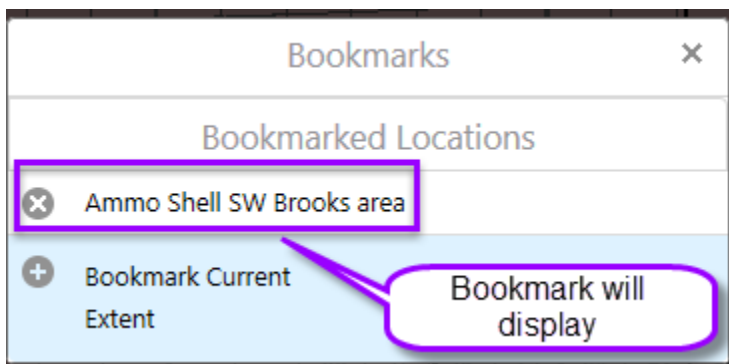 Bookmarks
Bookmarked Locations
Ammo Shell SW Brooks area
Bookmark Current
Extent
Bookmark will
display